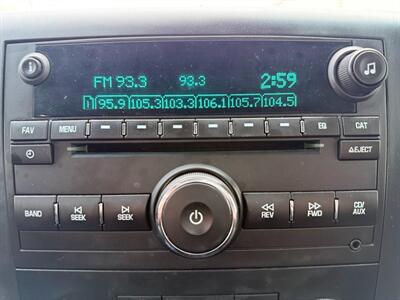 FM 93.3 93.3 2:59
1 95.9 105.3 103.3 106.1 105.7 104.5
FAV MENU EQ CAT
EJECT
BAND SEEK SEEK REV FWD CD/
AUX